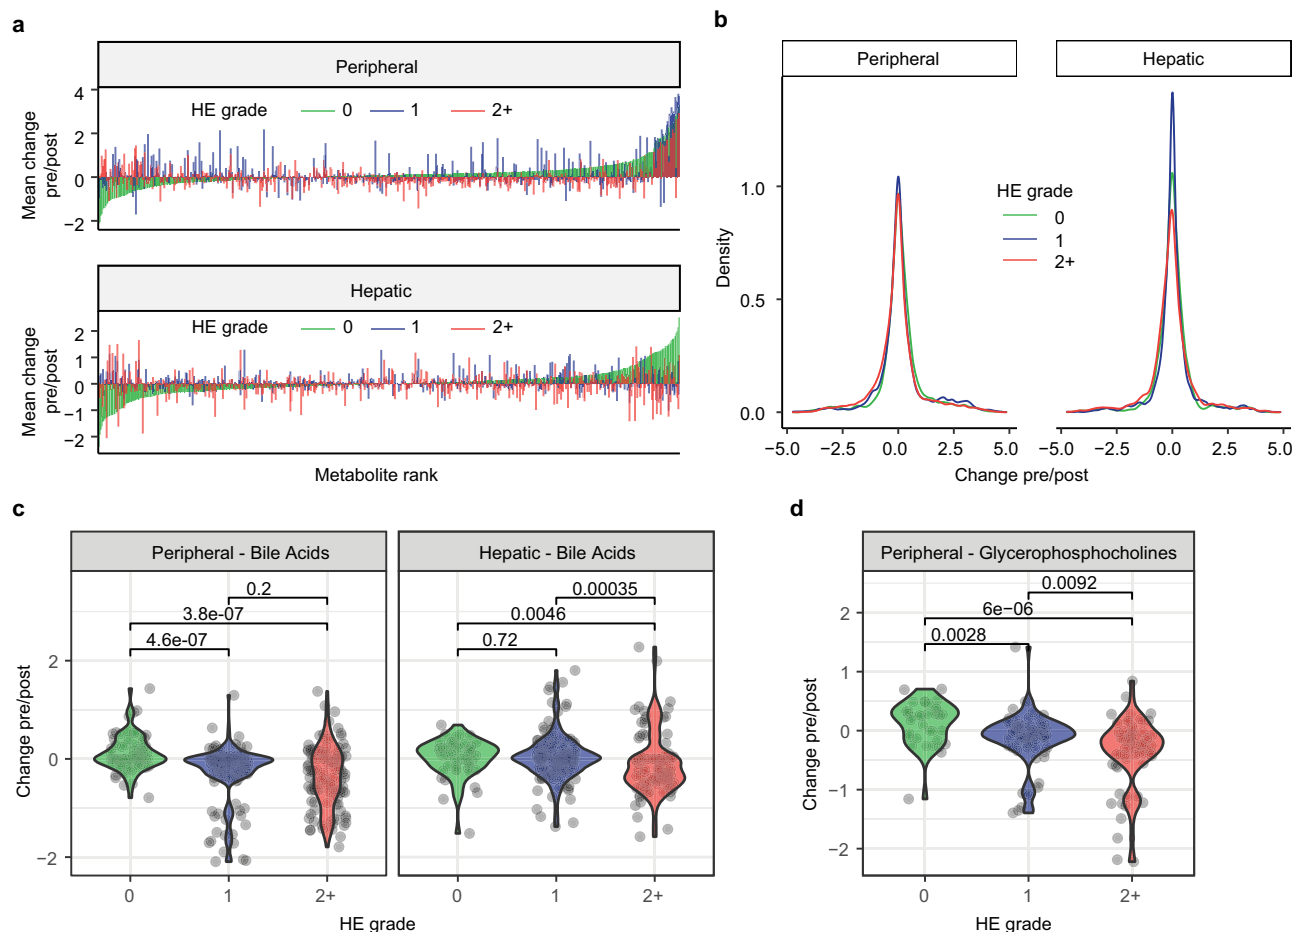 a
Peripheral
HE grade 0 1 2+
Mean change
pre/post
4
2
0
−2
Hepatic
HE grade 0 1 2+
Mean change
pre/post
2
1
0
−1
−2
Metabolite rank
b
Peripheral Hepatic
HE grade
0
1
2+
Density
1.0
0.5
0.0
−5.0 −2.5 0.0 2.5 5.0 −5.0 −2.5 0.0 2.5 5.0
Change pre/post
c
Peripheral - Bile Acids Hepatic - Bile Acids
0.2
3.8e-07
4.6e-07
0.00035
0.0046
0.72
Change pre/post
2
0
−2
0 1 2+ 0 1 2+
HE grade
d
Peripheral - Glycerophosphocholines
0.0092
6e−06
0.0028
Change pre/post
2
1
0
−1
−2
0 1 2+
HE grade